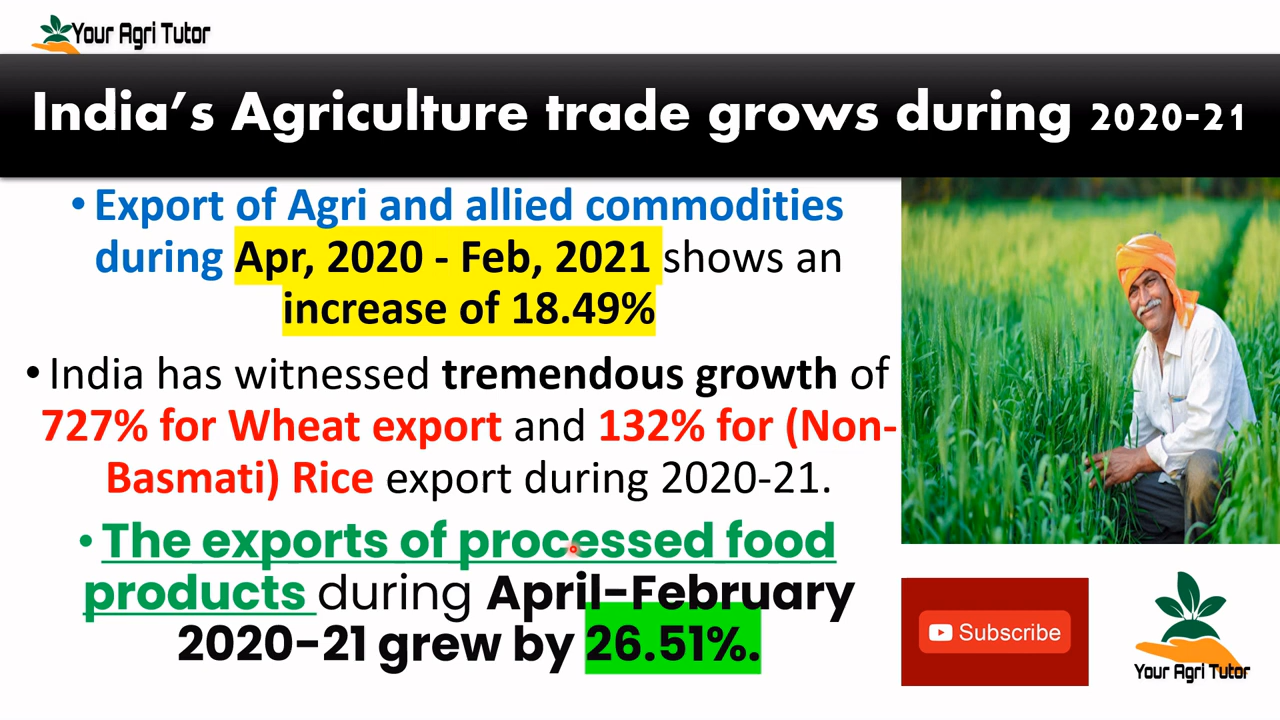 Your Agri Tutor
India's Agriculture trade grows during 2020-21
• Export of Agri and allied commodities
during Apr, 2020 - Feb, 2021 shows an
increase of 18.49%
• India has witnessed tremendous growth of
727% for Wheat export and 132% for (Non-
Basmati) Rice export during 2020-21.
• The exports of processed food
products during April-February
2020-21 grew by 26.51%.
Subscribe
Your Agri Tutor